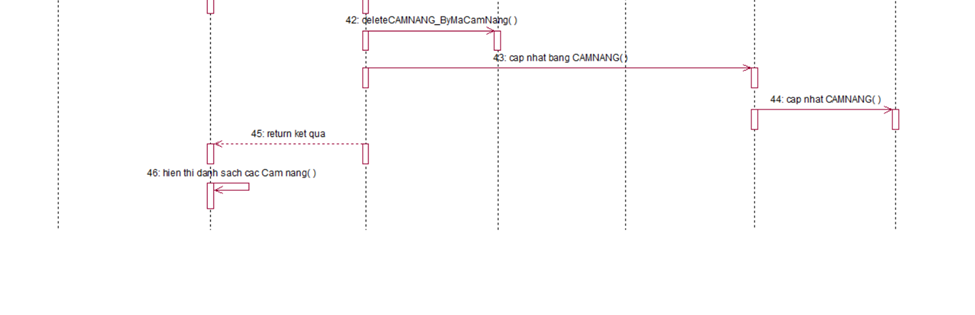 42: deleteCAMNANG_ByMaCamNang( )
43: cap nhat bang CAMNANG( )
44: cap nhat CAMNANG( )
45: return ket qua
46: hien thi danh sach cac Cam nang( )